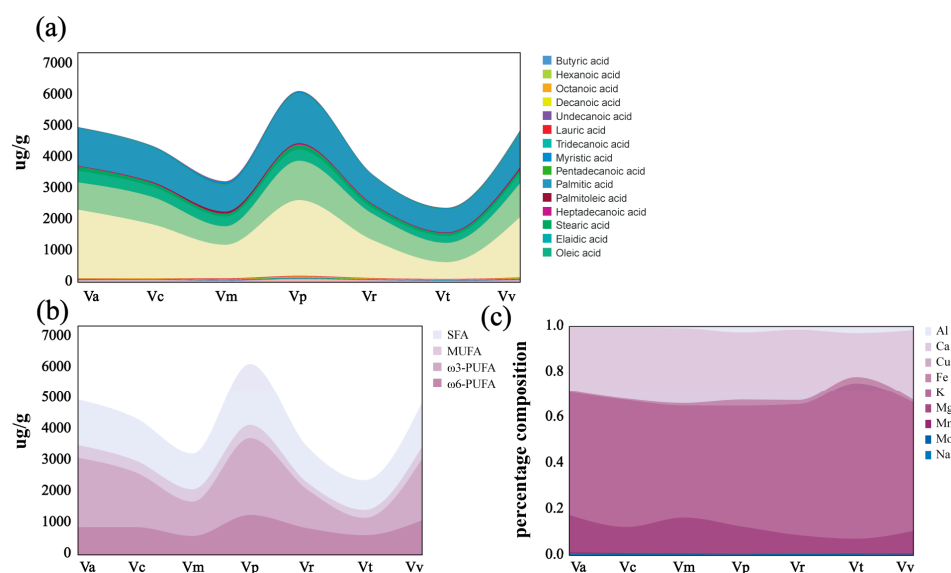 (a)
ug/g
7000
6000
5000
4000
3000
2000
1000
0
Va Vc Vm Vp Vr Vt Vv
Butyric acid
Hexanoic acid
Octanoic acid
Decanoic acid
Undecanoic acid
Lauric acid
Tridecanoic acid
Myristic acid
Pentadecanoic acid
Palmitic acid
Palmitoleic acid
Heptadecanoic acid
Stearic acid
Elaidic acid
Oleic acid
(b)
ug/g
7000
6000
5000
4000
3000
2000
1000
0
Va Vc Vm Vp Vr Vt Vv
SFA
MUFA
ω3-PUFA
ω6-PUFA
(c)
percentage composition
1.0
0.8
0.6
0.4
0.2
0.0
Va Vc Vm Vp Vr Vt Vv
Al
Ca
Cu
Fe
K
Mg
Mn
Mo
Na